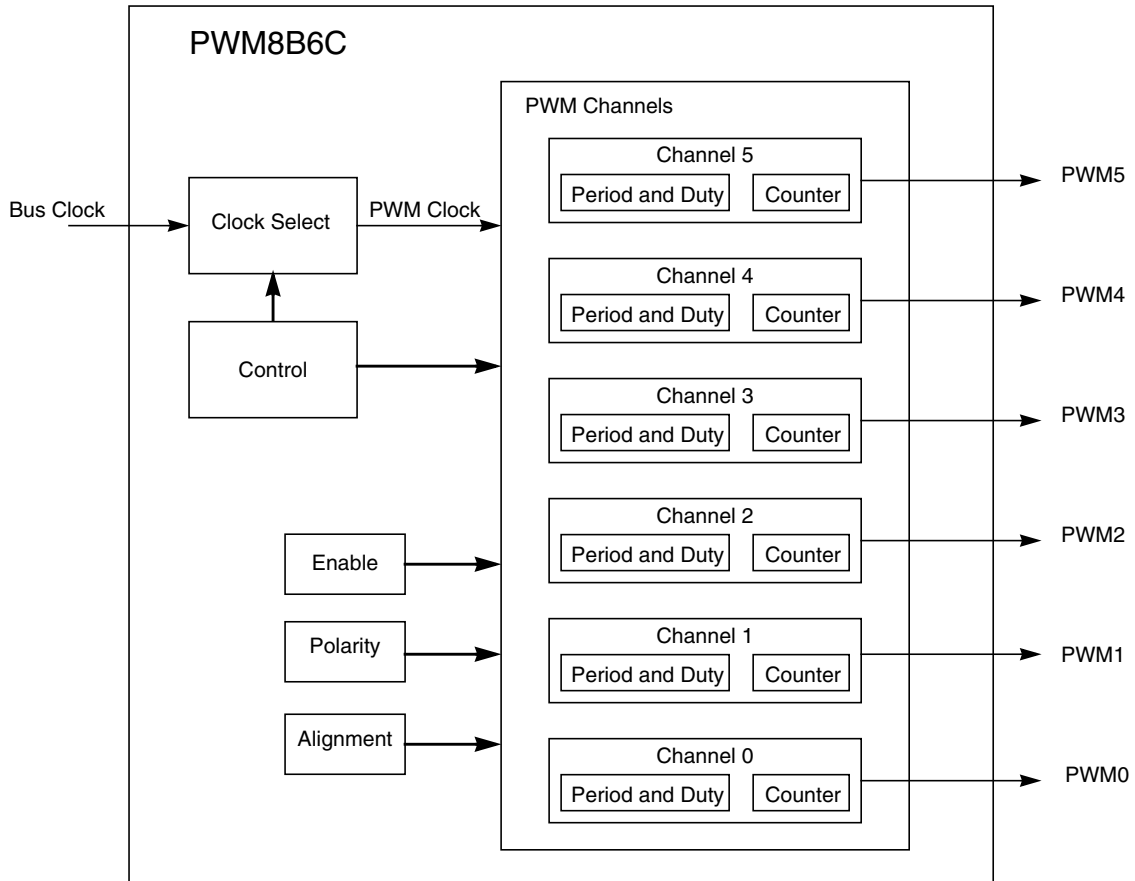 PWM8B6C
PWM Channels
Bus Clock
Clock Select
PWM Clock
Control
Enable
Polarity
Alignment
Channel 5
Period and Duty
Counter
PWM5
Channel 4
Period and Duty
Counter
PWM4
Channel 3
Period and Duty
Counter
PWM3
Channel 2
Period and Duty
Counter
PWM2
Channel 1
Period and Duty
Counter
PWM1
Channel 0
Period and Duty
Counter
PWM0